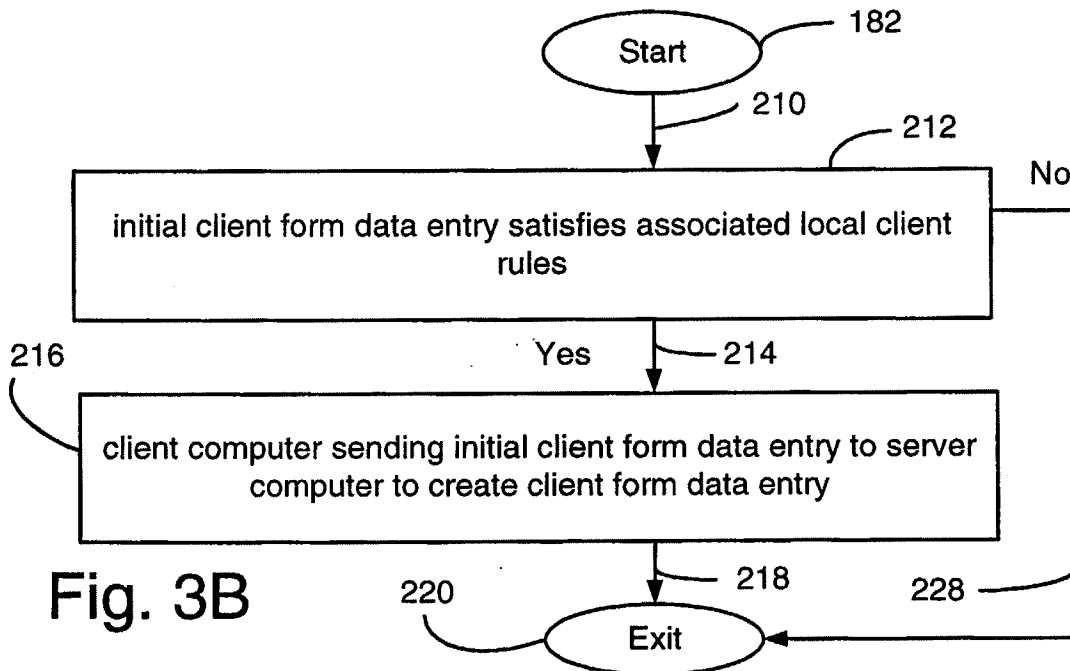 Start
182
210
212
No
initial client form data entry satisfies associated local client
rules
216
Yes
214
client computer sending initial client form data entry to server
computer to create client form data entry
Fig. 3B
220
218
228
Exit